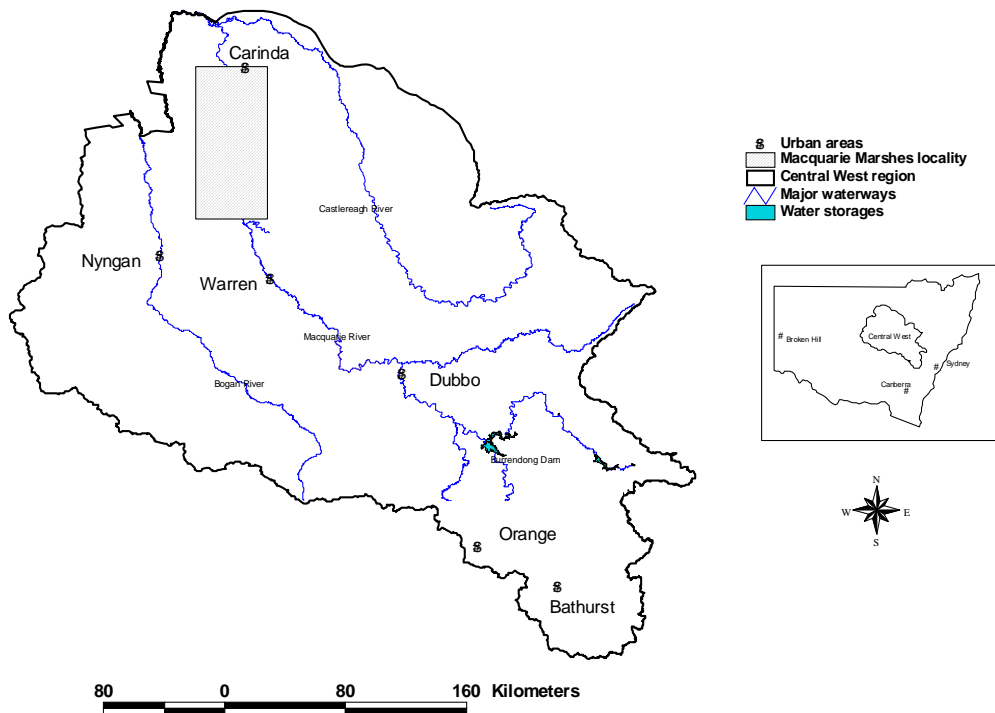 Carinda
Castlereagh River
Nyngan
Warren
Macquarie River
Bogan River
Dubbo
Burrendong Dam
Orange
Bathurst
Urban areas
Macquarie Marshes locality
Central West region
Major waterways
Water storages
Broken Hill
Central West
Sydney
Canberra
N
W E
S
80 0 80 160 Kilometers